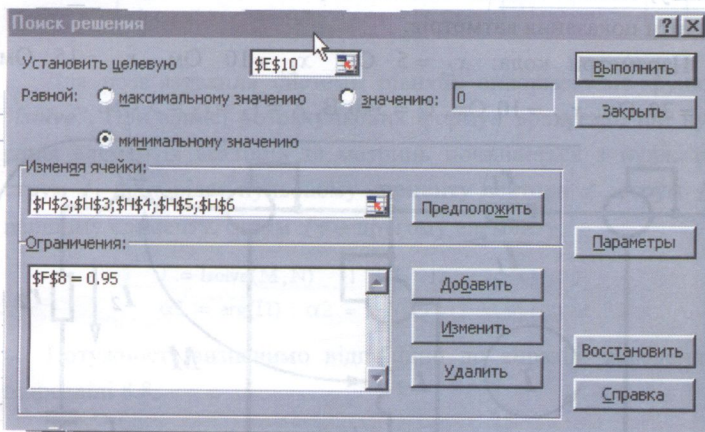 Поиск решения
Установить целевую $E$10
Равной: максимальному значению значению: 0
минимальному значению
Изменяя ячейки:
$H$2;$H$3;$H$4;$H$5;$H$6
Предположить
Ограничения:
$F$8 = 0,95
Добавить
Изменить
Удалить
Выполнить
Закрыть
Параметры
Восстановить
Справка